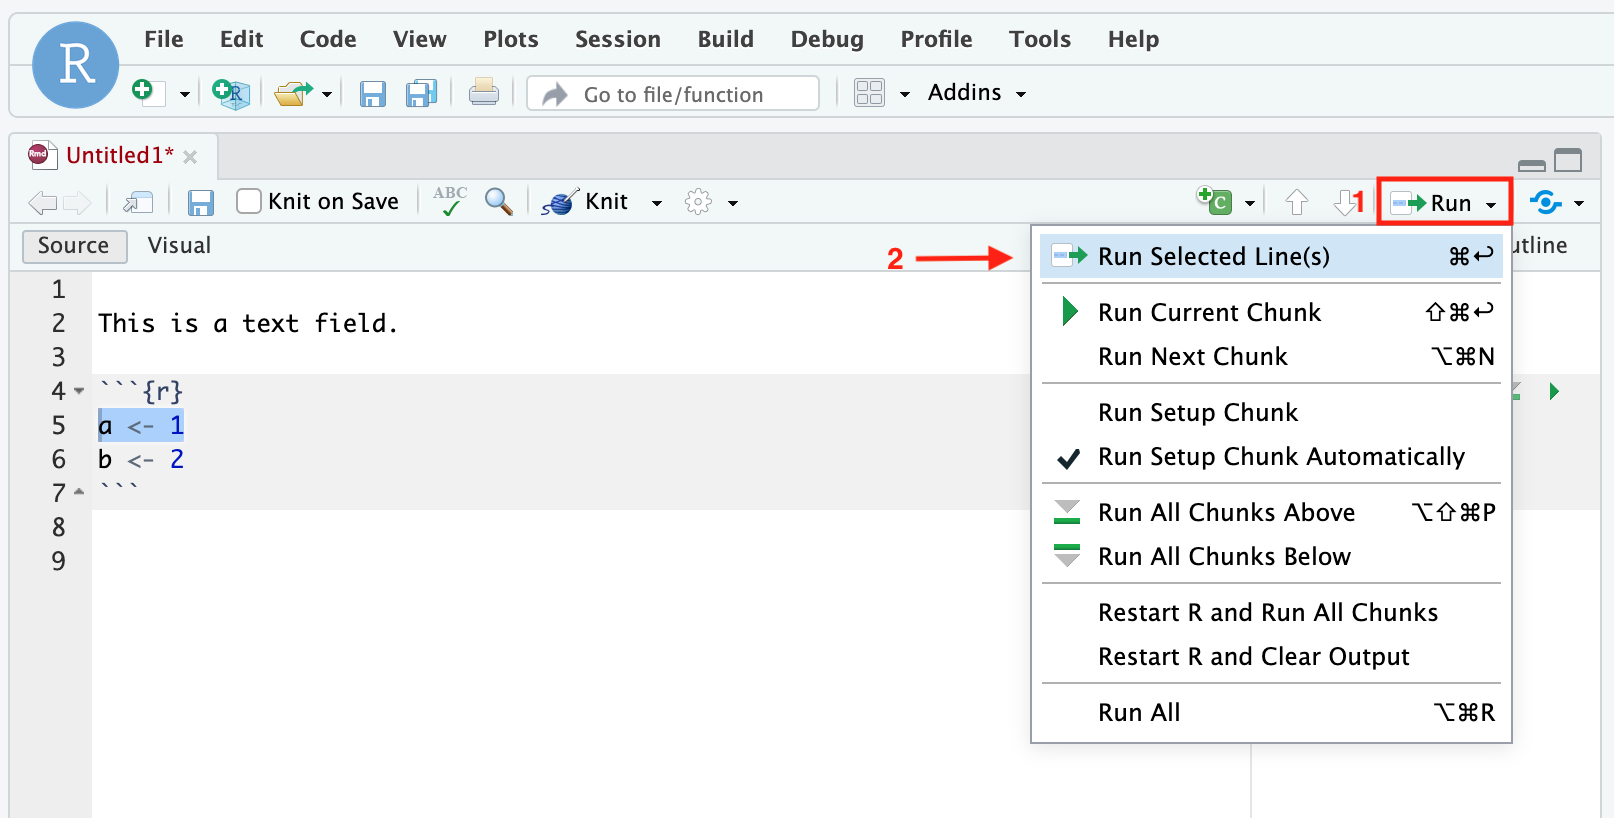 R File Edit Code View Plots Session Build Debug Profile Tools Help
R Go to file/function Addins
Rmd Untitled1*
Knit on Save ABC Knit C 1 Run
Source Visual utline
2 Run Selected Line(s) ⌘↩
1
2 This is a text field.
3
4 ```{r}
5 a <- 1
6 b <- 2
7 ```
8
9
Run Current Chunk ⇧⌘↩
Run Next Chunk ⌥⌘N
Run Setup Chunk
Run Setup Chunk Automatically
Run All Chunks Above ⌥⇧⌘P
Run All Chunks Below
Restart R and Run All Chunks
Restart R and Clear Output
Run All ⌥⌘R